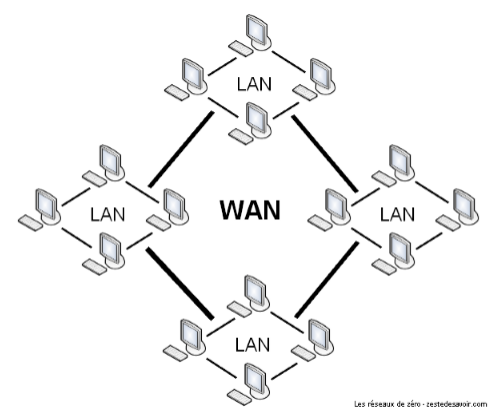 LAN
LAN
WAN
LAN
LAN
Les réseaux de zéro - zestedesavoir.com